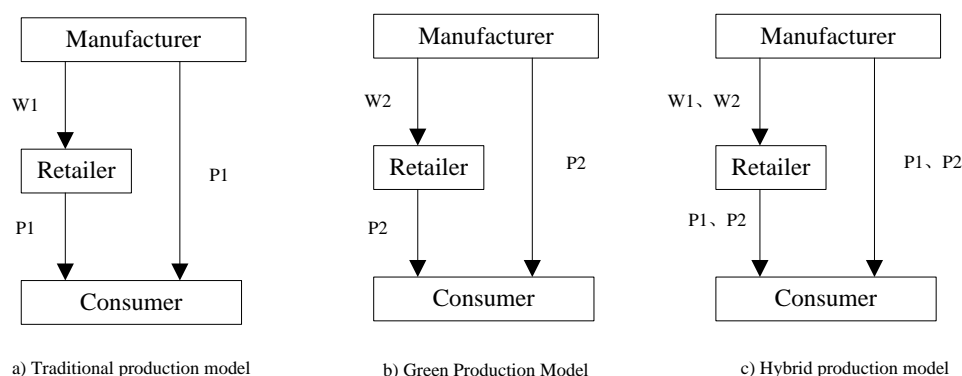 Manufacturer
W1
Retailer
P1
P1
Consumer
a) Traditional production model
Manufacturer
W2
Retailer
P2
P2
Consumer
b) Green Production Model
Manufacturer
W1、W2
Retailer
P1、P2
P1、P2
Consumer
c) Hybrid production model